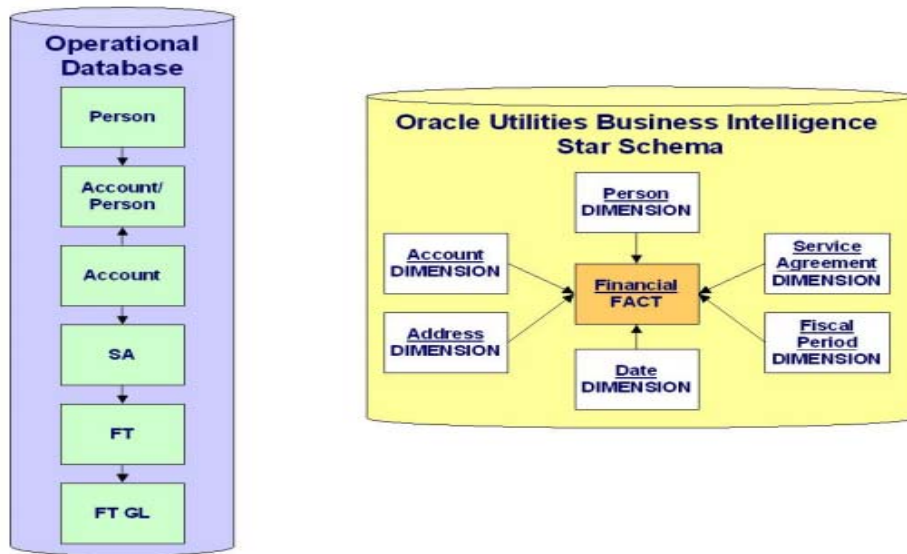 Operational
Database
Person
Account/
Person
Account
SA
FT
FT GL
Oracle Utilities Business Intelligence
Star Schema
Person
DIMENSION
Account
DIMENSION
Service
Agreement
DIMENSION
Financial
FACT
Address
DIMENSION
Fiscal
Period
DIMENSION
Date
DIMENSION